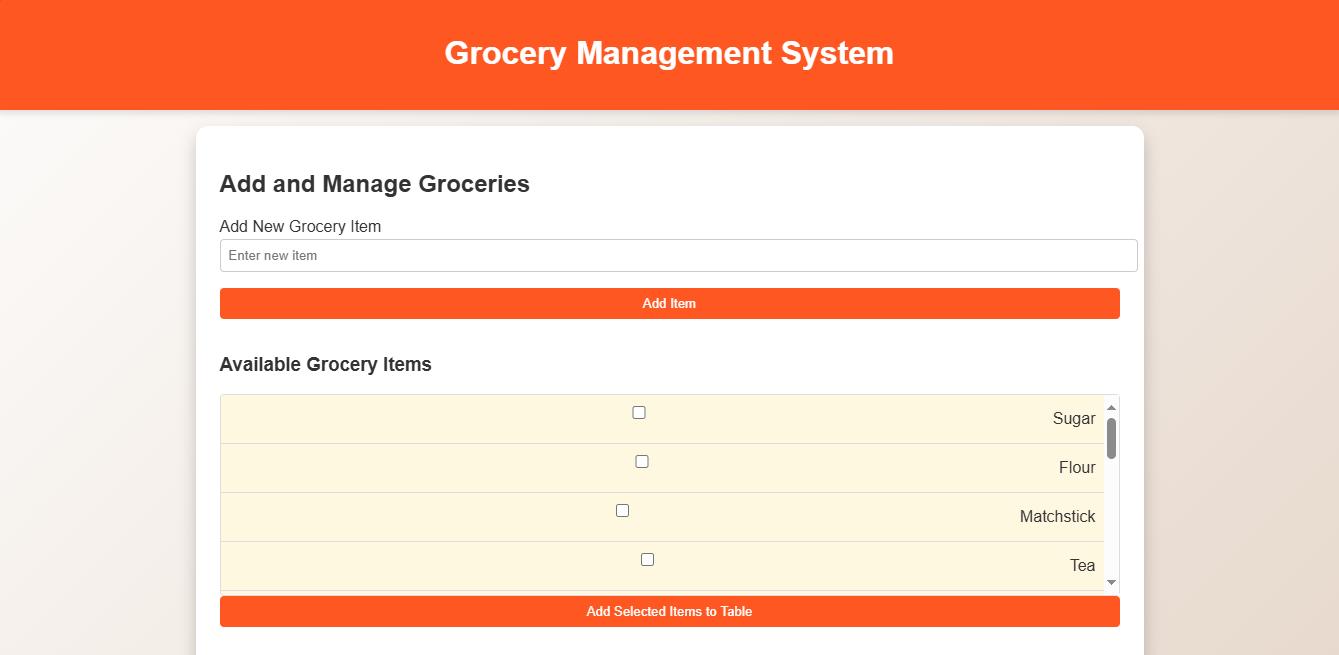 Grocery Management System
Add and Manage Groceries
Add New Grocery Item
Enter new item
Add Item
Available Grocery Items
Sugar
Flour
Matchstick
Tea
Add Selected Items to Table